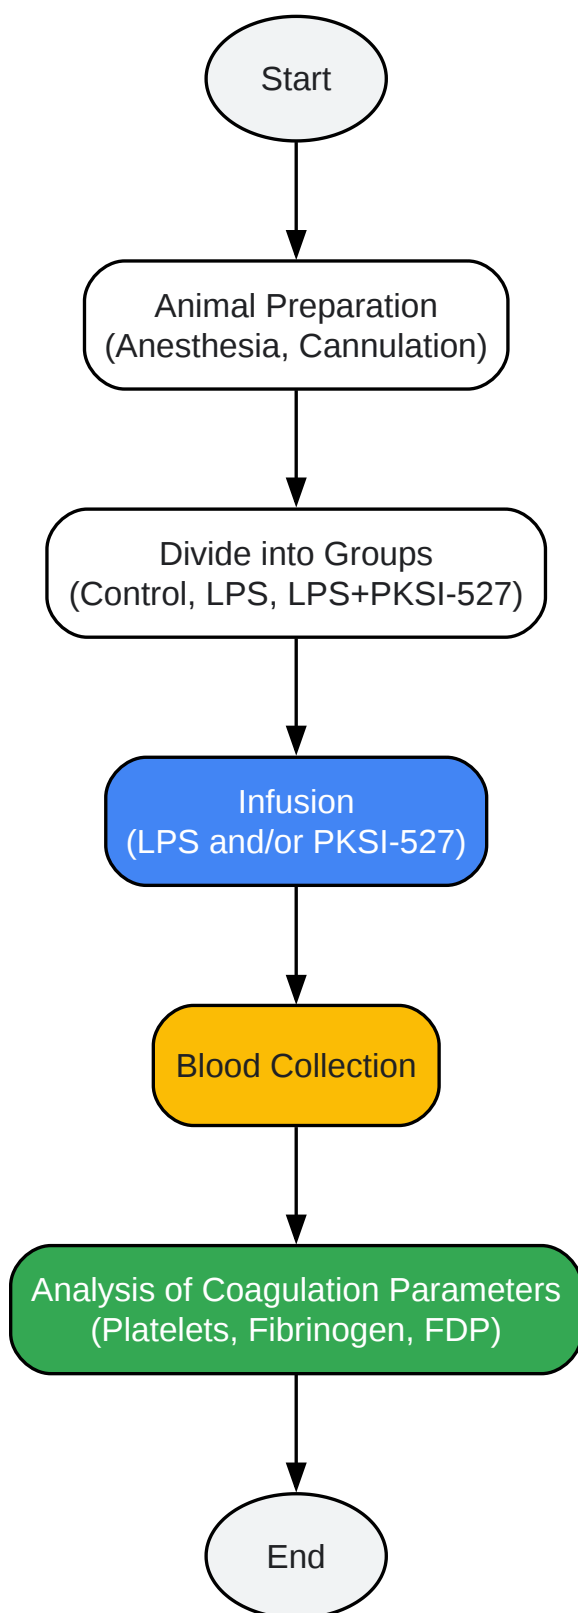 Start
Animal Preparation
(Anesthesia, Cannulation)
Divide into Groups
(Control, LPS, LPS+PKSI-527)
Infusion
(LPS and/or PKSI-527)
Blood Collection
Analysis of Coagulation Parameters
(Platelets, Fibrinogen, FDP)
End